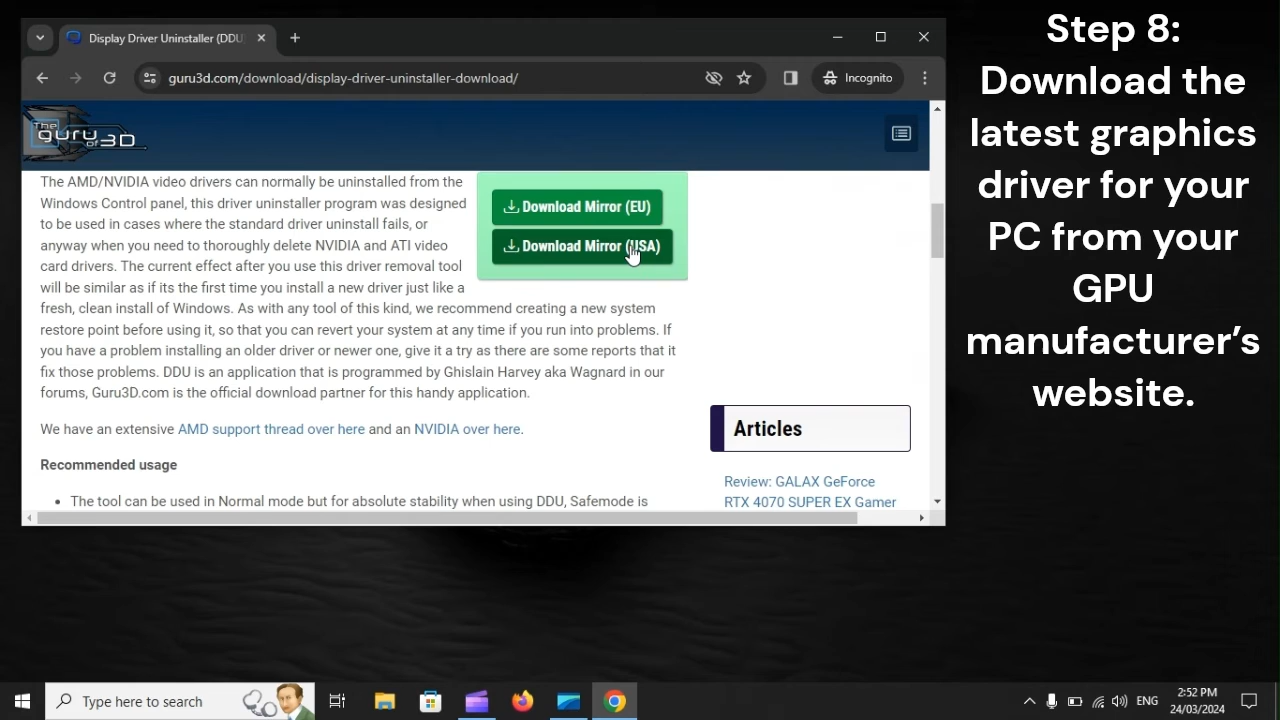 Display Driver Uninstaller (DDU)
guru3d.com/download/display-driver-uninstaller-download/
Incognito
The
guru
of 3D
The AMD/NVIDIA video drivers can normally be uninstalled from the
Windows Control panel, this driver uninstaller program was designed
to be used in cases where the standard driver uninstall fails, or
anyway when you need to thoroughly delete NVIDIA and ATI video
card drivers. The current effect after you use this driver removal tool
will be similar as if its the first time you install a new driver just like a
fresh, clean install of Windows. As with any tool of this kind, we recommend creating a new system
restore point before using it, so that you can revert your system at any time if you run into problems. If
you have a problem installing an older driver or newer one, give it a try as there are some reports that it
fix those problems. DDU is an application that is programmed by Ghislain Harvey aka Wagnard in our
forums, Guru3D.com is the official download partner for this handy application.
We have an extensive AMD support thread over here and an NVIDIA over here.
Recommended usage
• The tool can be used in Normal mode but for absolute stability when using DDU, Safemode is
Download Mirror (EU)
Download Mirror (USA)
Articles
Review: GALAX GeForce
RTX 4070 SUPER EX Gamer
Step 8:
Download the
latest graphics
driver for your
PC from your
GPU
manufacturer’s
website.
Type here to search
ENG
2:52 PM
24/03/2024